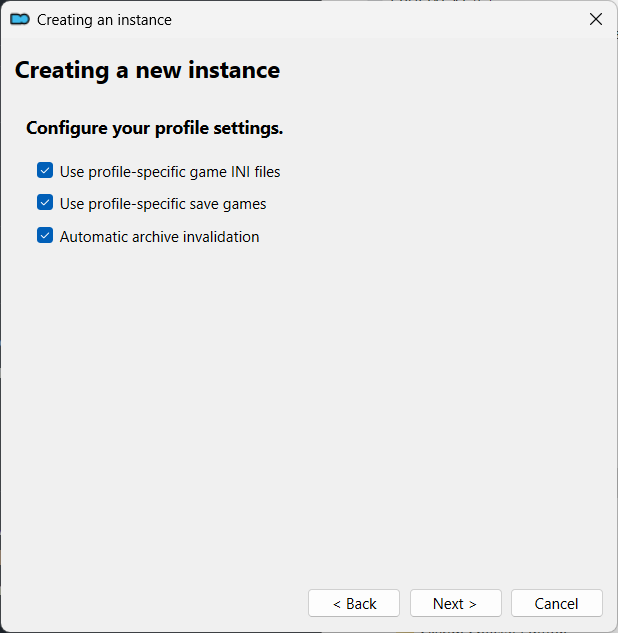 Creating an instance
Creating a new instance
Configure your profile settings.
Use profile-specific game INI files
Use profile-specific save games
Automatic archive invalidation
< Back Next > Cancel